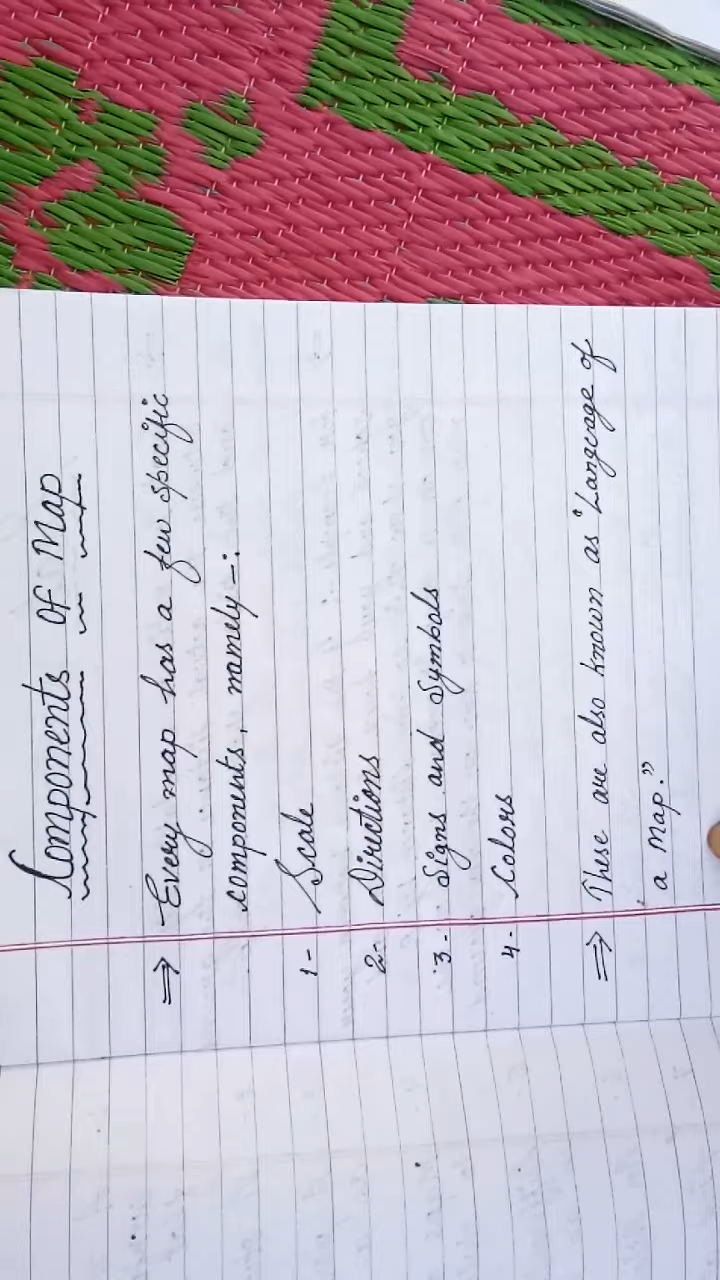 Components of Map
⇒ Every map has a few specific
components, namely -:
1- Scale
2- Directions
3- Signs and Symbols
4- Colors
⇒ These are also known as "Language of
a Map."